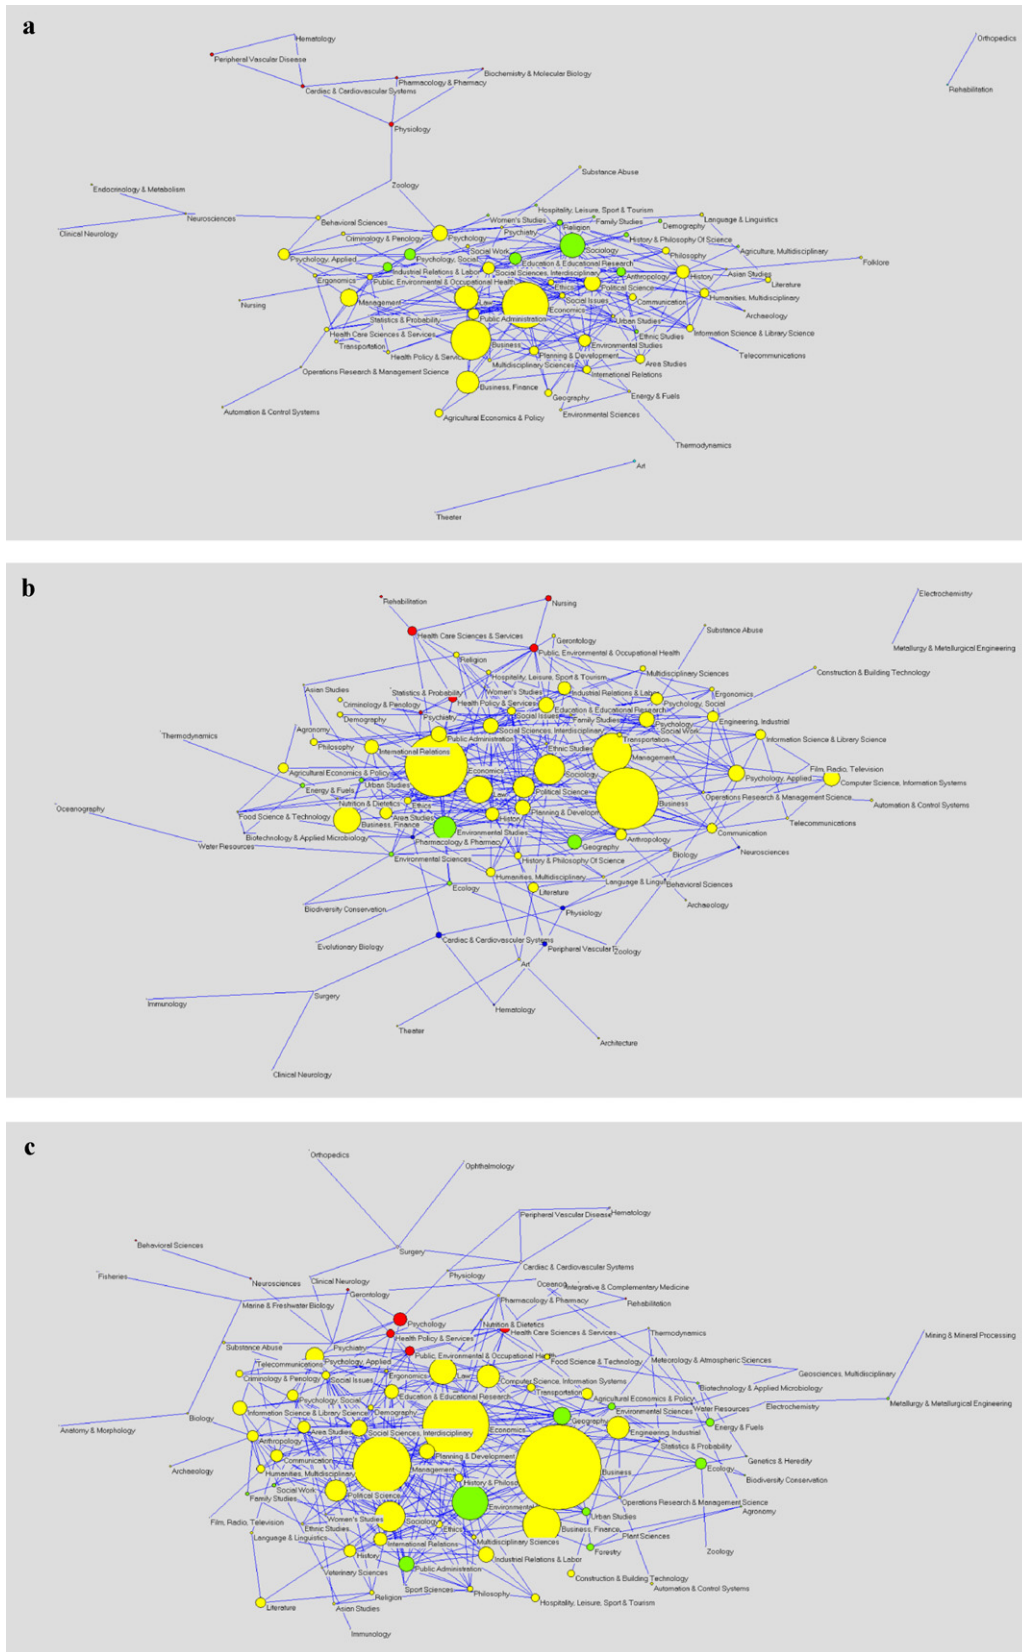 a
Hematology
Orthopedics
Peripheral Vascular Disease
Biochemistry & Molecular Biology
Pharmacology & Pharmacy
Cardiac & Cardiovascular Systems
Rehabilitation
Physiology
Substance Abuse
Zoology
Endocrinology & Metabolism
Hospitality, Leisure, Sport & Tourism
Neurosciences
Behavioral Sciences
Women's Studies
Family Studies
Language & Linguistics
Religion
Demography
Clinical Neurology
Psychiatry
Criminology & Penology
Psychology
History & Philosophy Of Science
Sociology
Agriculture, Multidisciplinary
Social Work
Philosophy
Psychology, Applied
Psychology, Social
Education & Educational Research
Folklore
Industrial Relations & Labor
Social Sciences, Interdisciplinary
Anthropology
History
Asian Studies
Ergonomics
Public, Environmental & Occupational Health
Ethics
Political Science
Literature
Nursing
Management
Law
Social Issues
Communication
Humanities, Multidisciplinary
Economics
Statistics & Probability
Public Administration
Urban Studies
Archaeology
Health Care Sciences & Services
Ethnic Studies
Information Science & Library Science
Transportation
Business
Environmental Studies
Health Policy & Services
Planning & Development
Telecommunications
Multidisciplinary Sciences
Area Studies
Operations Research & Management Science
International Relations
Business, Finance
Geography
Energy & Fuels
Automation & Control Systems
Agricultural Economics & Policy
Environmental Sciences
Thermodynamics
Art
Theater
b
Electrochemistry
Rehabilitation
Nursing
Substance Abuse
Health Care Sciences & Services
Gerontology
Metallurgy & Metallurgical Engineering
Public, Environmental & Occupational Health
Religion
Multidisciplinary Sciences
Construction & Building Technology
Hospitality, Leisure, Sport & Tourism
Asian Studies
Statistics & Probability
Women's Studies
Industrial Relations & Labor
Ergonomics
Criminology & Penology
Health Policy & Services
Education & Educational Research
Psychology, Social
Demography
Psychiatry
Social Issues
Family Studies
Psychology
Engineering, Industrial
Agronomy
Social Sciences, Interdisciplinary
Social Work
Thermodynamics
Public Administration
Transportation
Information Science & Library Science
Philosophy
International Relations
Ethnic Studies
Management
Agricultural Economics & Policy
Economics
Sociology
Film, Radio, Television
Psychology, Applied
Computer Science, Information Systems
Urban Studies
Energy & Fuels
Law
Political Science
Operations Research & Management Science
Nutrition & Dietetics
Ethics
Business
Automation & Control Systems
Oceanography
Food Science & Technology
Area Studies
History
Planning & Develop
Telecommunications
Business, Finance
Environmental Studies
Communication
Biotechnology & Applied Microbiology
Pharmacology & Pharmacy
Geography
Anthropology
Water Resources
Neurosciences
Environmental Sciences
History & Philosophy Of Science
Biology
Humanities, Multidisciplinary
Ecology
Literature
Language & Lingu
Behavioral Sciences
Archaeology
Biodiversity Conservation
Physiology
Evolutionary Biology
Cardiac & Cardiovascular Systems
Peripheral Vascular
Zoology
Art
Immunology
Surgery
Hematology
Theater
Architecture
Clinical Neurology
c
Orthopedics
Ophthalmology
Peripheral Vascular Disease
Hematology
Behavioral Sciences
Surgery
Cardiac & Cardiovascular Systems
Fisheries
Neurosciences
Clinical Neurology
Physiology
Oceanog
Integrative & Complementary Medicine
Gerontology
Pharmacology & Pharmacy
Rehabilitation
Marine & Freshwater Biology
Psychology
Nutrition & Dietetics
Health Care Sciences & Services
Thermodynamics
Mining & Mineral Processing
Health Policy & Services
Substance Abuse
Psychiatry
Public, Environmental & Occupational Health
Food Science & Technology
Meteorology & Atmospheric Sciences
Telecommunications
Psychology, Applied
Geosciences, Multidisciplinary
Criminology & Penology
Social Issues
Ergonomics
Law
Computer Science, Information Systems
Transportation
Biotechnology & Applied Microbiology
Psychology, Social
Education & Educational Research
Agricultural Economics & Policy
Metallurgy & Metallurgical Engineering
Information Science & Library Science
Demography
Environmental Sciences
Water Resources
Electrochemistry
Biology
Geography
Anatomy & Morphology
Area Studies
Social Sciences, Interdisciplinary
Economics
Engineering, Industrial
Energy & Fuels
Anthropology
Planning & Development
Statistics & Probability
Communication
Genetics & Heredity
Archaeology
Humanities, Multidisciplinary
Management
Business
Ecology
History & Philoso
Biodiversity Conservation
Social Work
Family Studies
Political Science
Environmental
Operations Research & Management Science
Agronomy
Film, Radio, Television
Women's Studies
Sociology
Urban Studies
Ethnic Studies
Ethics
Business, Finance
Plant Sciences
Language & Linguistics
International Relations
Multidisciplinary Sciences
Forestry
Zoology
History
Industrial Relations & Labor
Veterinary Sciences
Public Administration
Construction & Building Technology
Automation & Control Systems
Religion
Sport Sciences
Philosophy
Literature
Asian Studies
Hospitality, Leisure, Sport & Tourism
Immunology